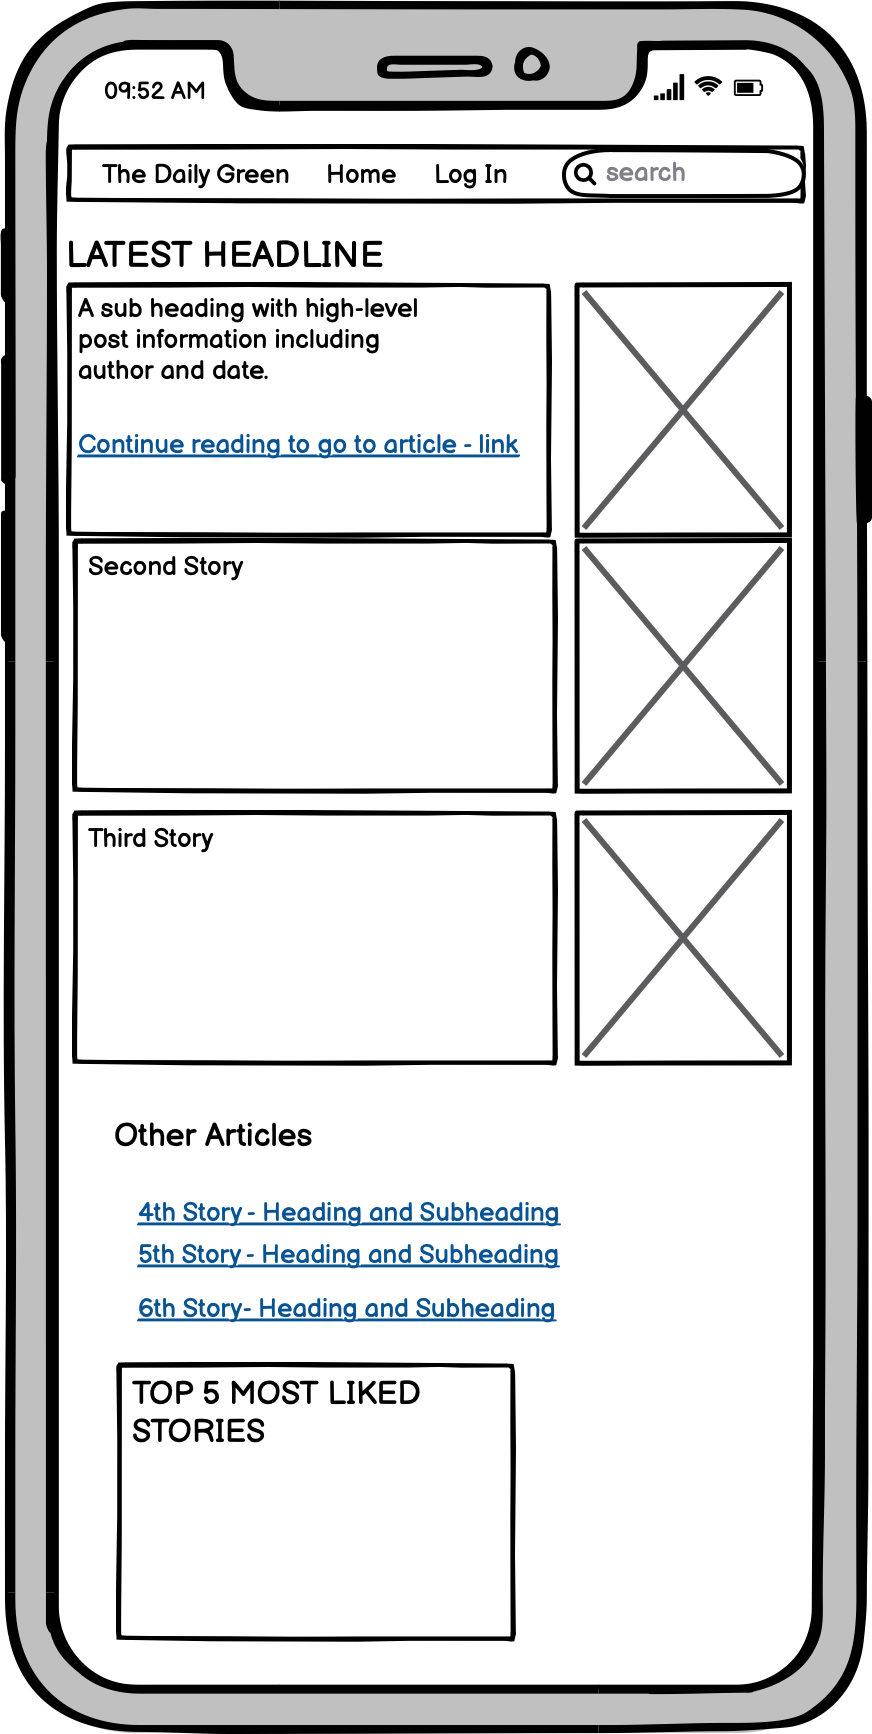 09:52 AM
The Daily Green Home Log In search
LATEST HEADLINE
A sub heading with high-level
post information including
author and date.
Continue reading to go to article - link
Second Story
Third Story
Other Articles
4th Story - Heading and Subheading
5th Story - Heading and Subheading
6th Story- Heading and Subheading
TOP 5 MOST LIKED
STORIES